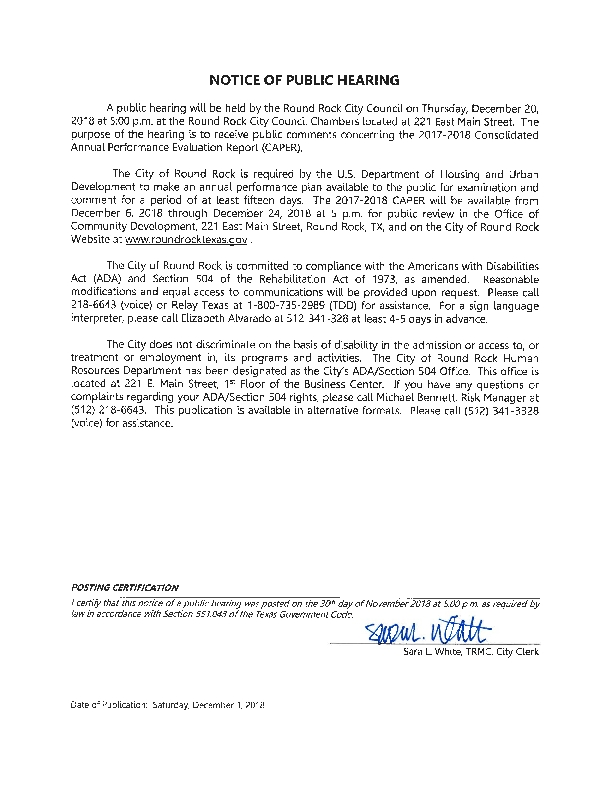 NOTICE OF PUBLIC HEARING
A public hearing will be held by the Round Rock City Council on Thursday, December 20,
2018 at 5:00 p.m. at the Round Rock City Council Chambers located at 221 East Main Street. The
purpose of the hearing is to receive public comments concerning the 2017-2018 Consolidated
Annual Performance Evaluation Report (CAPER).
The City of Round Rock is required by the U.S. Department of Housing and Urban
Development to make an annual performance plan available to the public for examination and
comment for a period of at least fifteen days. The 2017-2018 CAPER will be available from
December 6, 2018 through December 24, 2018 at 5 p.m. for public review in the Office of
Community Development, 221 East Main Street, Round Rock, TX, and on the City of Round Rock
Website at www.roundrocktexas.gov .
The City of Round Rock is committed to compliance with the Americans with Disabilities
Act (ADA) and Section 504 of the Rehabilitation Act of 1973, as amended. Reasonable
modifications and equal access to communications will be provided upon request. Please call
218-6643 (voice) or Relay Texas at 1-800-735-2989 (TDD) for assistance. For a sign language
interpreter, please call Elizabeth Alvarado at 512-341-328 at least 4-5 days in advance.
The City does not discriminate on the basis of disability in the admission or access to, or
treatment or employment in, its programs and activities. The City of Round Rock Human
Resources Department has been designated as the City's ADA/Section 504 Office. This office is
located at 221 E. Main Street, 1st Floor of the Business Center. If you have any questions or
complaints regarding your ADA/Section 504 rights, please call Michael Bennett, Risk Manager at
(512) 218-6643. This publication is available in alternative formats. Please call (512) 341-3328
(voice) for assistance.
POSTING CERTIFICATION
I certify that this notice of a public hearing was posted on the 30th day of November 2018 at 5:00 p.m. as required by
law in accordance with Section 551.043 of the Texas Government Code.
Sara L. White, TRMC, City Clerk
Date of Publication: Saturday, December 1, 2018